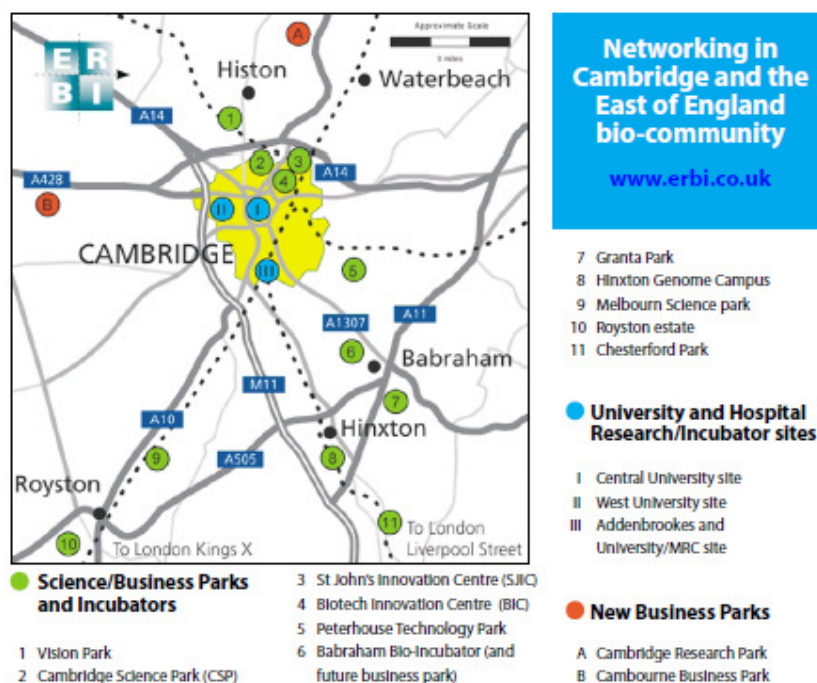 Approximate Scale
5 miles
ER
BI
A
Histon
Waterbeach
1
A14
2
3
A14
4
A428
B
II
I
CAMBRIDGE
III
5
A11
A1307
6
Babraham
M11
7
A10
Hinxton
9
A505
8
Royston
11
To London
Liverpool Street
10
To London Kings X
Networking in
Cambridge and the
East of England
bio-community
www.erbi.co.uk
7 Granta Park
8 Hinxton Genome Campus
9 Melbourn Science park
10 Royston estate
11 Chesterford Park
University and Hospital
Research/Incubator sites
I Central University site
II West University site
III Addenbrookes and
University/MRC site
Science/Business Parks
and Incubators
1 Vision Park
2 Cambridge Science Park (CSP)
3 St John's Innovation Centre (SJIC)
4 Biotech Innovation Centre (BIC)
5 Peterhouse Technology Park
6 Babraham Bio-Incubator (and
future business park)
New Business Parks
A Cambridge Research Park
B Cambourne Business Park